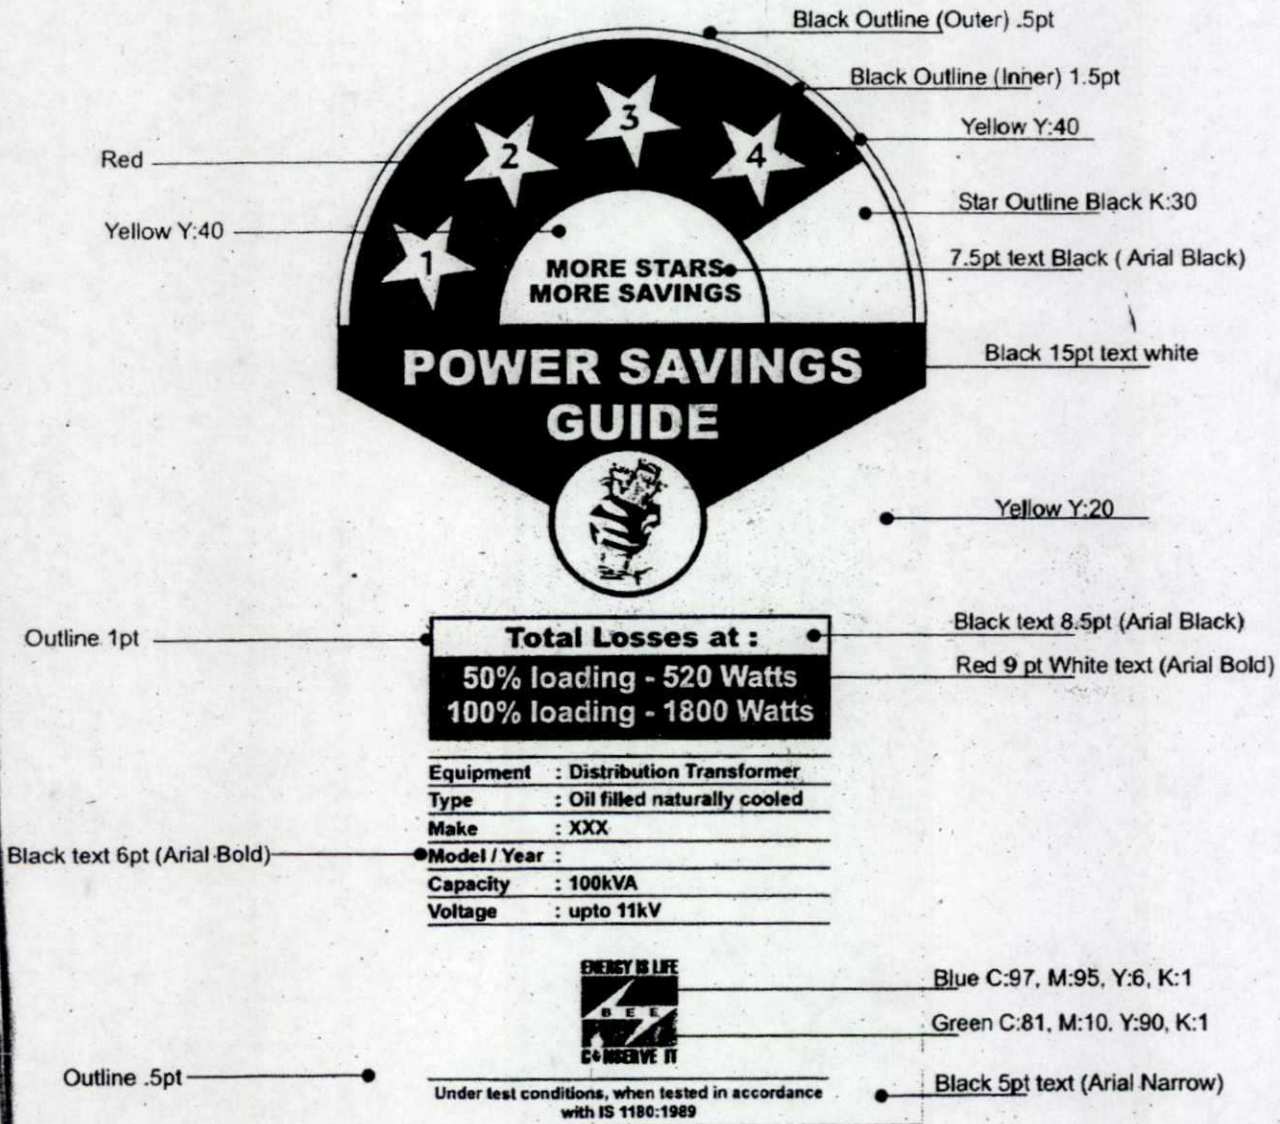 Black Outline (Outer) .5pt
Black Outline (Inner) 1.5pt
Yellow Y:40
Red
Star Outline Black K:30
Yellow Y:40
7.5pt text Black ( Arial Black)
1
2
3
4
MORE STARS
MORE SAVINGS
Black 15pt text white
POWER SAVINGS
GUIDE
Yellow Y:20
Outline 1pt
Total Losses at :
Black text 8.5pt (Arial Black)
50% loading - 520 Watts
Red 9 pt White text (Arial Bold)
100% loading - 1800 Watts
Equipment : Distribution Transformer
Type : Oil filled naturally cooled
Make : XXX
Black text 6pt (Arial Bold)
Model / Year :
Capacity : 100kVA
Voltage : upto 11kV
ENERGY IS LIFE
Blue C:97, M:95, Y:6, K:1
BEE
Green C:81, M:10. Y:90, K:1
CONSERVE IT
Outline .5pt
Black 5pt text (Arial Narrow)
Under test conditions, when tested in accordance
with IS 1180:1989